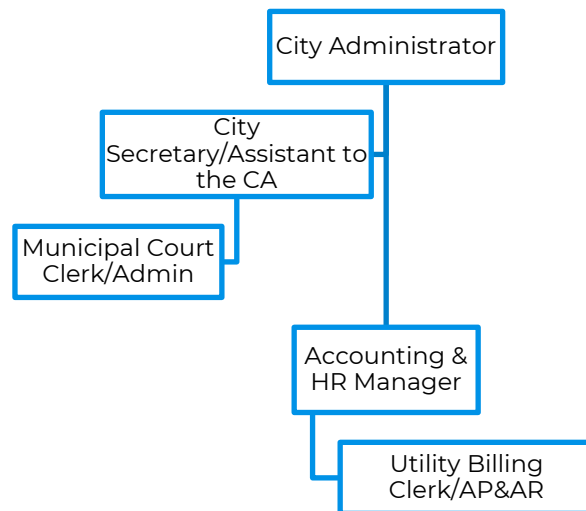 City Administrator
City
Secretary/Assistant to
the CA
Municipal Court
Clerk/Admin
Accounting &
HR Manager
Utility Billing
Clerk/AP&AR